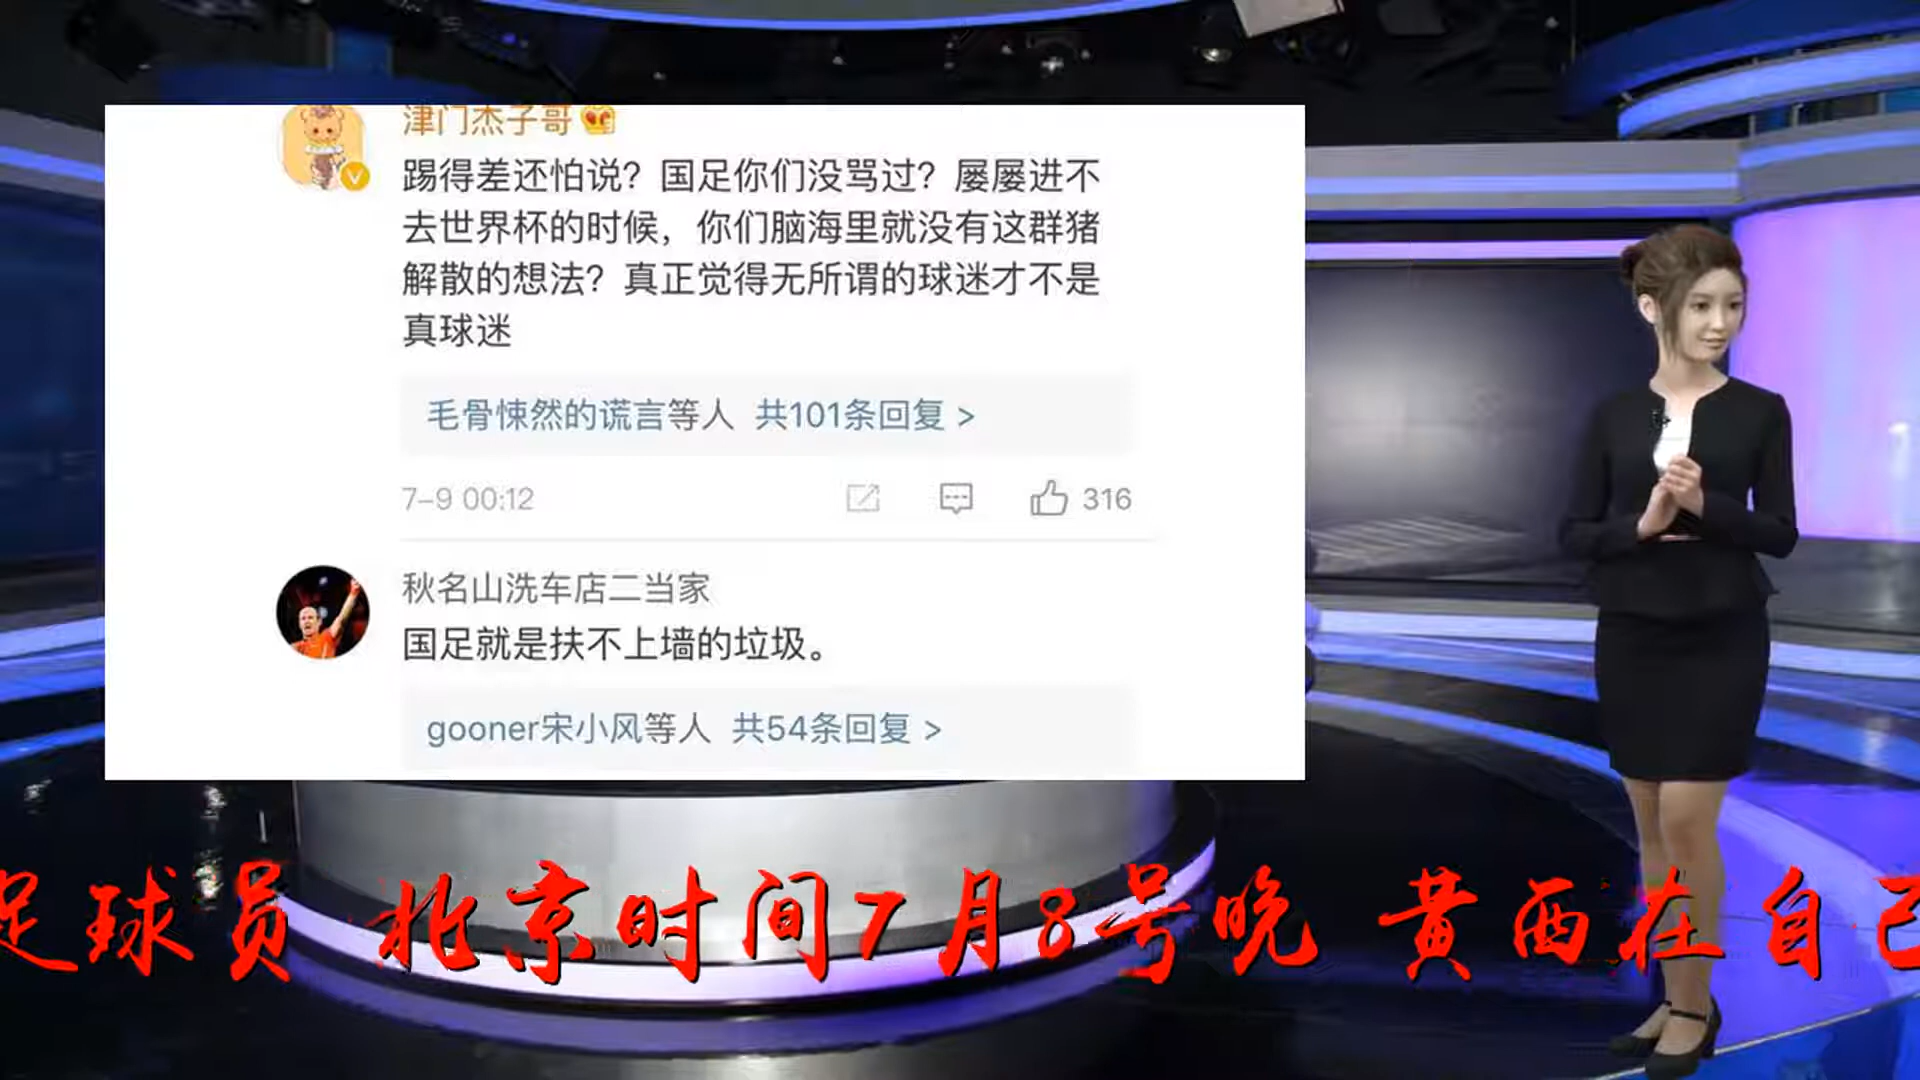 津门杰子哥
踢得差还怕说？国足你们没骂过？屡屡进不
去世界杯的时候，你们脑海里就没有这群猪
解散的想法？真正觉得无所谓的球迷才不是
真球迷
毛骨悚然的谎言等人 共101条回复 >
7-9 00:12
316
秋名山洗车店二当家
国足就是扶不上墙的垃圾。
gooner宋小风等人 共54条回复 >
足球员 北京时间7月8号晚 黄西在自己